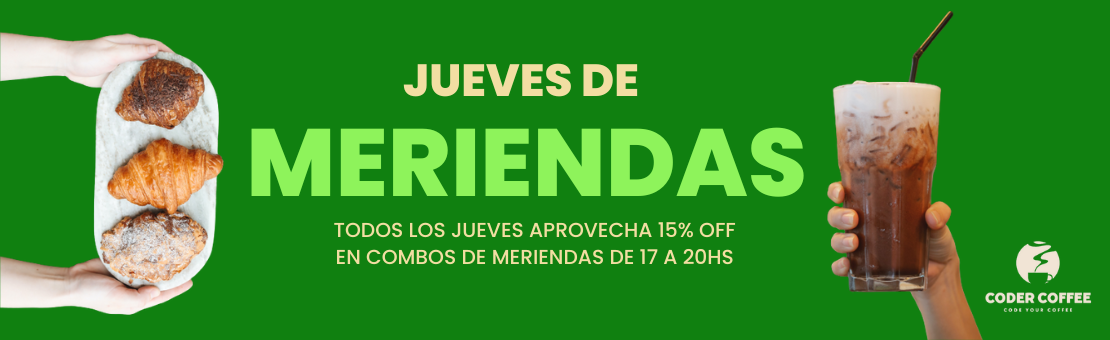 JUEVES DE
MERIENDAS
TODOS LOS JUEVES APROVECHA 15% OFF
EN COMBOS DE MERIENDAS DE 17 A 20HS
CODER COFFEE
CODE YOUR COFFEE